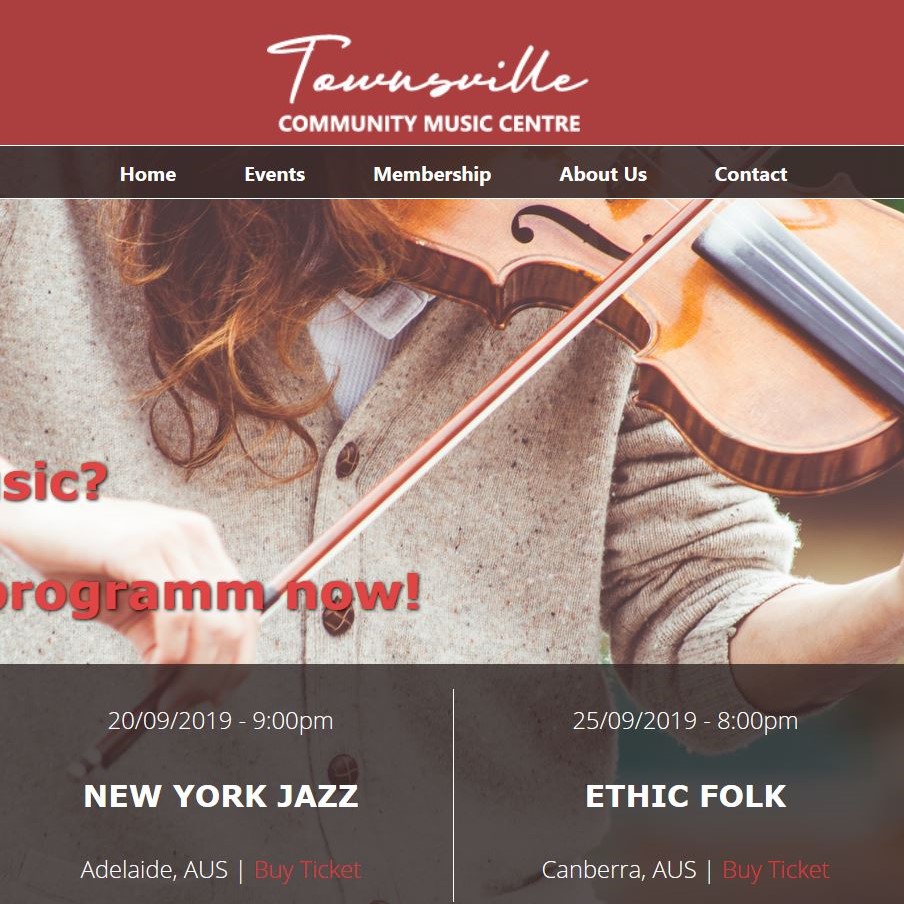 Townsville
COMMUNITY MUSIC CENTRE
Home Events Membership About Us Contact
sic?
programm now!
20/09/2019 - 9:00pm
NEW YORK JAZZ
Adelaide, AUS | Buy Ticket
25/09/2019 - 8:00pm
ETHIC FOLK
Canberra, AUS | Buy Ticket